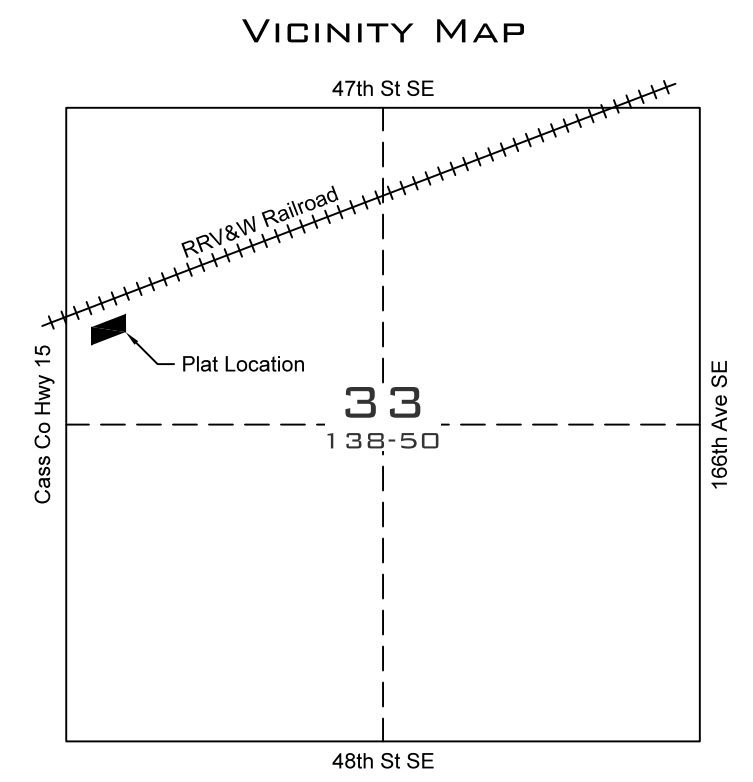 VICINITY MAP
47th St SE
RRV&W Railroad
Plat Location
Cass Co Hwy 15
33
138-50
166th Ave SE
48th St SE